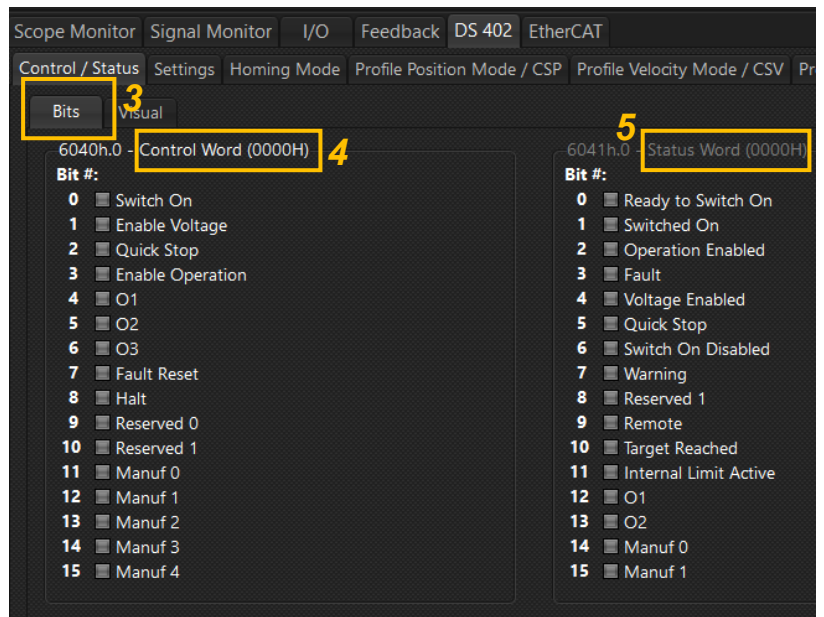 Scope Monitor Signal Monitor I/O Feedback DS 402 EtherCAT
Control / Status Settings Homing Mode Profile Position Mode / CSP Profile Velocity Mode / CSV
Bits Visual
3
6040h.0 - Control Word (0000H)
4
Bit #:
0 Switch On
1 Enable Voltage
2 Quick Stop
3 Enable Operation
4 O1
5 O2
6 O3
7 Fault Reset
8 Halt
9 Reserved 0
10 Reserved 1
11 Manuf 0
12 Manuf 1
13 Manuf 2
14 Manuf 3
15 Manuf 4
5
6041h.0 - Status Word (0000H)
Bit #:
0 Ready to Switch On
1 Switched On
2 Operation Enabled
3 Fault
4 Voltage Enabled
5 Quick Stop
6 Switch On Disabled
7 Warning
8 Reserved 1
9 Remote
10 Target Reached
11 Internal Limit Active
12 O1
13 O2
14 Manuf 0
15 Manuf 1